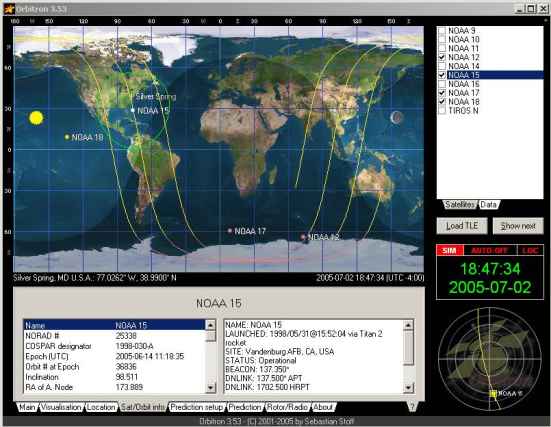 Orbitron 3.53
180 W 150 120 90 60 30 W 0 E 30 60 90 120 150 E 180
60
30
0
30
60
Silver Spring
NOAA 15
NOAA 18
NOAA 17
NOAA 12
Silver Spring, MD U.S.A.: 77.0262° W, 38.9900° N
2005-07-02 18:47:34 (UTC -4:00)
NOAA 9
NOAA 10
NOAA 11
NOAA 12
NOAA 14
NOAA 15
NOAA 16
NOAA 17
NOAA 18
TIROS N
Satellites Data
Load TLE Show next
SIM AUTO-OFF LOC
18:47:34
2005-07-02
NOAA 15
NOAA 15
Name NOAA 15
NORAD # 25338
COSPAR designator 1998-030-A
Epoch (UTC) 2005-06-14 11:18:35
Orbit # at Epoch 36836
Inclination 98.511
RA of A. Node 173.889
NAME: NOAA 15
LAUNCHED: 1998/05/31@15:52:04 via Titan 2
rocket
SITE: Vandenburg AFB, CA, USA
STATUS: Operational
BEACON: 137.350*
DNLINK: 137.500* APT
DNLINK: 1702.500 HRPT
Main Visualisation Location Sat/Orbit info Prediction setup Prediction Rotor/Radio About ?
Orbitron 3.53 - (C) 2001-2005 by Sebastian Stoff